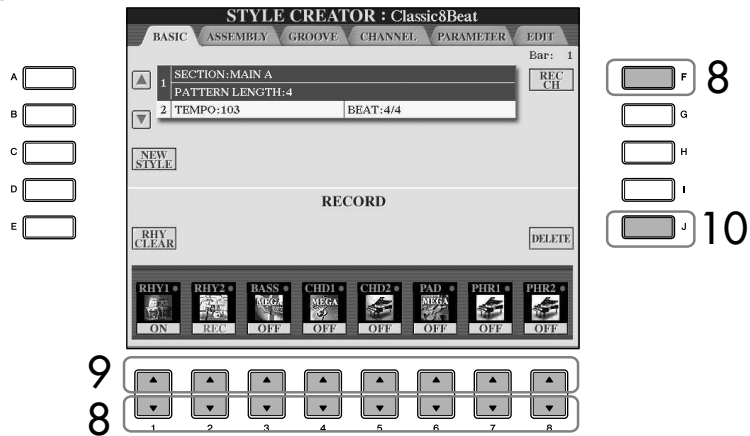 STYLE CREATOR : Classic8Beat
BASIC ASSEMBLY GROOVE CHANNEL PARAMETER EDIT
Bar: 1
A
1 SECTION:MAIN A
PATTERN LENGTH:4
REC
CH
F 8
B
2 TEMPO:103 BEAT:4/4
G
C
NEW
STYLE
H
D
RECORD
I
E
RHY
CLEAR
DELETE
J 10
RHY1 RHY2 BASS CHD1 CHD2 PAD PHR1 PHR2
MEGA MEGA MEGA
ON REC OFF OFF OFF OFF OFF OFF
9
8
1 2 3 4 5 6 7 8